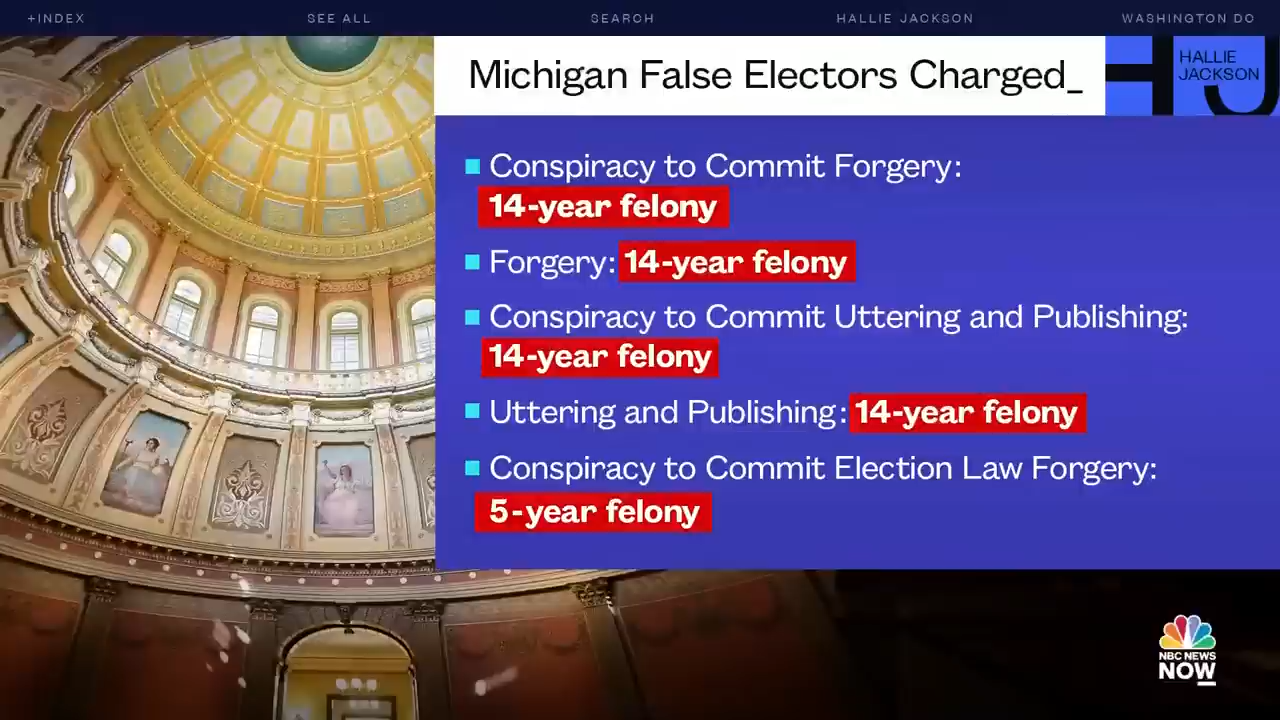 +INDEX
SEE ALL
SEARCH
HALLIE JACKSON
WASHINGTON DC
Michigan False Electors Charged_
HALLIE
JACKSON
Conspiracy to Commit Forgery:
14-year felony
Forgery: 14-year felony
Conspiracy to Commit Uttering and Publishing:
14-year felony
Uttering and Publishing: 14-year felony
Conspiracy to Commit Election Law Forgery:
5-year felony
NBC NEWS
NOW